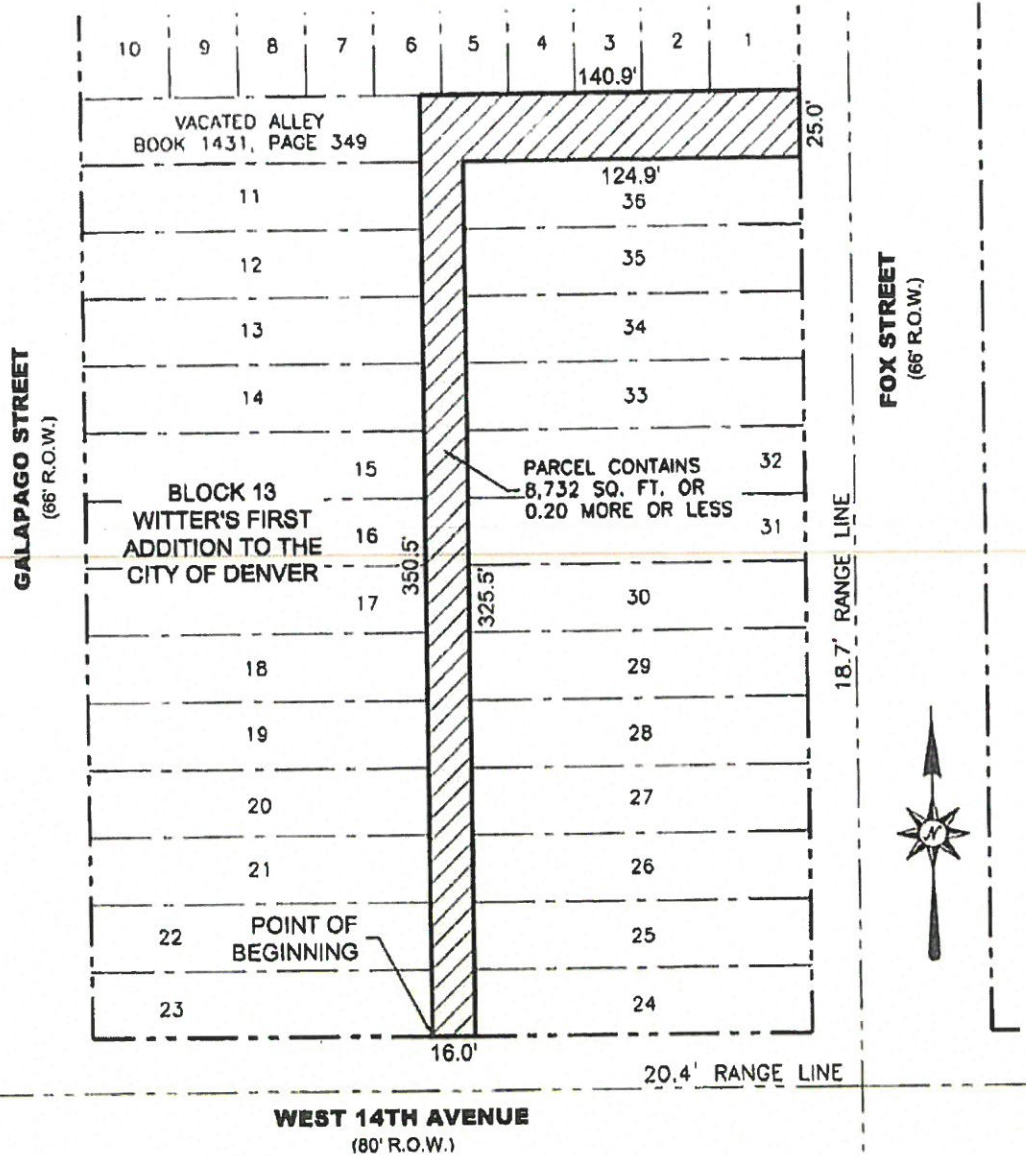 10 9 8 7 6 5 4 3 2 1
140.9'
VACATED ALLEY
BOOK 1431, PAGE 349
25.0'
124.9'
11
36
12
35
13
34
14
33
GALAPAGO STREET
(66' R.O.W.)
FOX STREET
(66' R.O.W.)
15
32
PARCEL CONTAINS
8,732 SQ. FT. OR
0.20 MORE OR LESS
BLOCK 13
WITTER'S FIRST
ADDITION TO THE
CITY OF DENVER
16
31
350.5'
325.5'
17
30
18.7' RANGE LINE
18
29
19
28
20
27
N
21
26
22
POINT OF
BEGINNING
25
23
24
16.0'
20.4' RANGE LINE
WEST 14TH AVENUE
(80' R.O.W.)